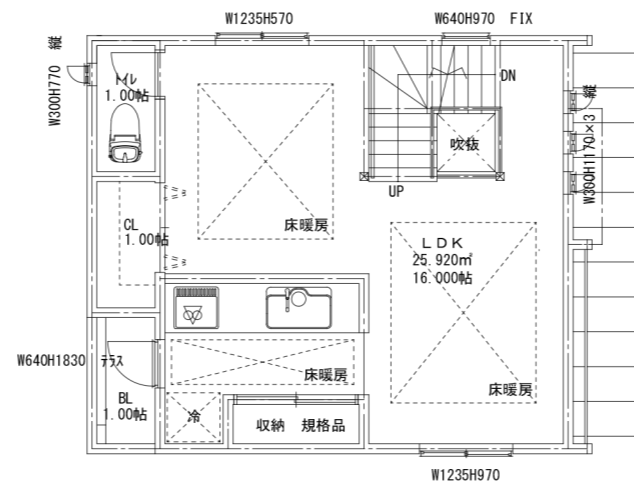 W1235H570
W640H970 FIX
W300H770 縦
トイレ
1.00帖
DN
吹抜
UP
W300H1170×3 縦
CL
1.00帖
床暖房
LDK
25.920㎡
16.000帖
W640H1830 テラス
BL
1.00帖
床暖房
床暖房
冷
収納 規格品
W1235H970